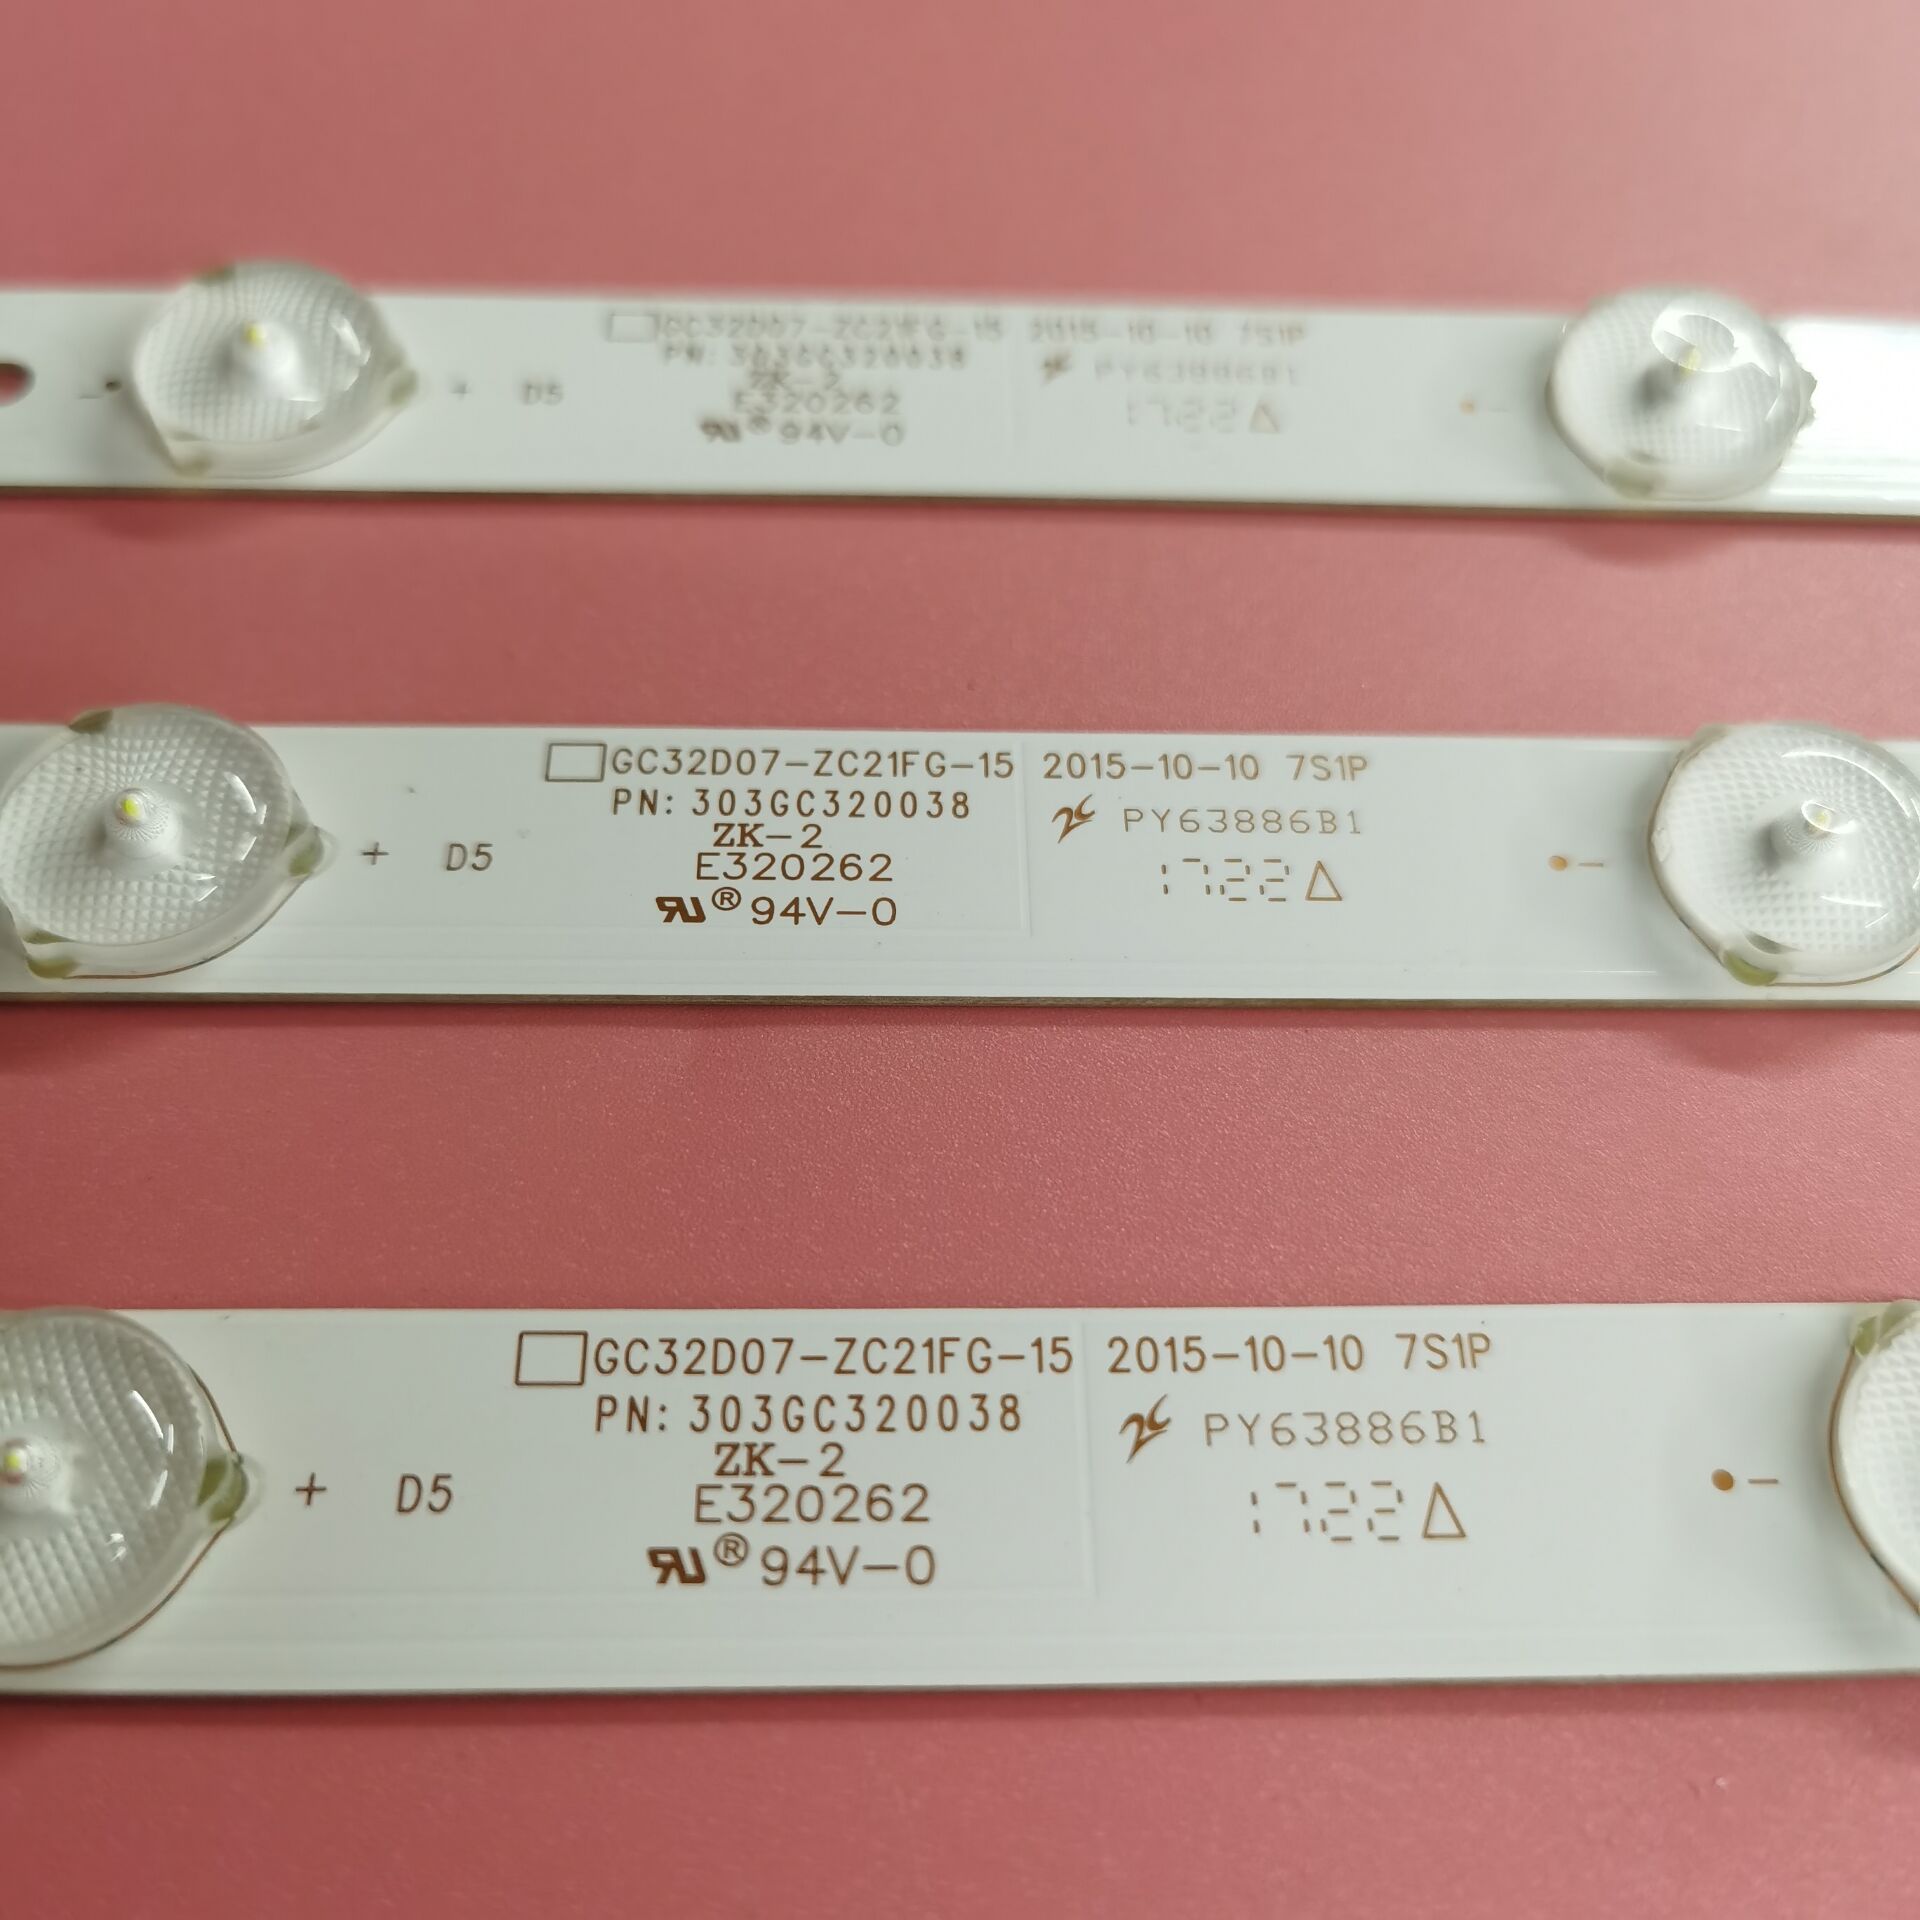 GC32D07-ZC21FG-15 2015-10-10 7S1P
PN: 303GC320038
PY63886B1
ZK-2
E320262
1722
® 94V-0
+ D5
GC32D07-ZC21FG-15 2015-10-10 7S1P
PN: 303GC320038
PY63886B1
ZK-2
+ D5
E320262
1722
® 94V-0
GC32D07-ZC21FG-15 2015-10-10 7S1P
PN: 303GC320038
PY63886B1
ZK-2
+ D5
E320262
1722
® 94V-0